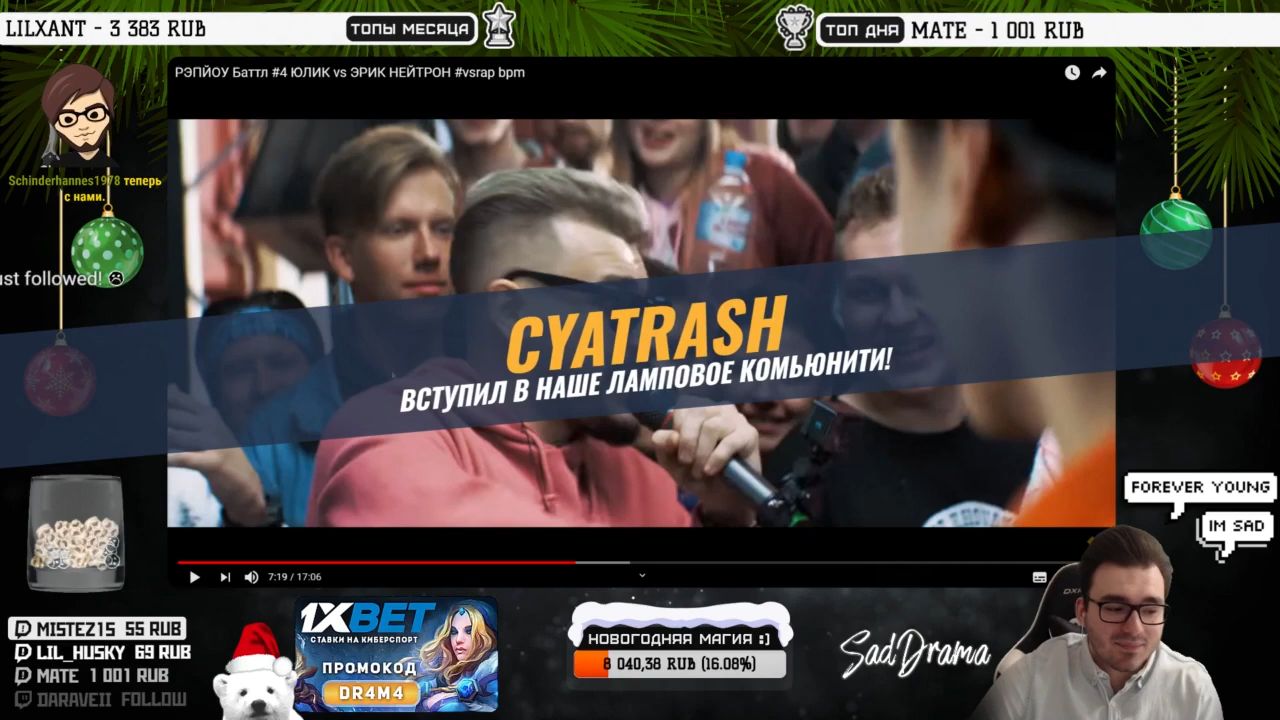 LILXANT - 3 383 RUB
ТОПЫ МЕСЯЦА
ТОП ДНЯ
MATE - 1 001 RUB
РЭПЙОУ Баттл #4 ЮЛИК vs ЭРИК НЕЙТРОН #vsrap bpm
Schinderhannes1978 теперь
с нами.
ust followed!
CYATRASH
ВСТУПИЛ В НАШЕ ЛАМПОВОЕ КОМЬЮНИТИ!
FOREVER YOUNG
IM SAD
7:19 / 17:06
MISTEZ15 55 RUB
LIL_HUSKY 69 RUB
MATE 1 001 RUB
DARAVEII FOLLOW
1XBET
СТАВКИ НА КИБЕРСПОРТ
ПРОМОКОД
DR4M4
НОВОГОДНЯЯ МАГИЯ :)
8 040,38 RUB (16.08%)
SadDrama